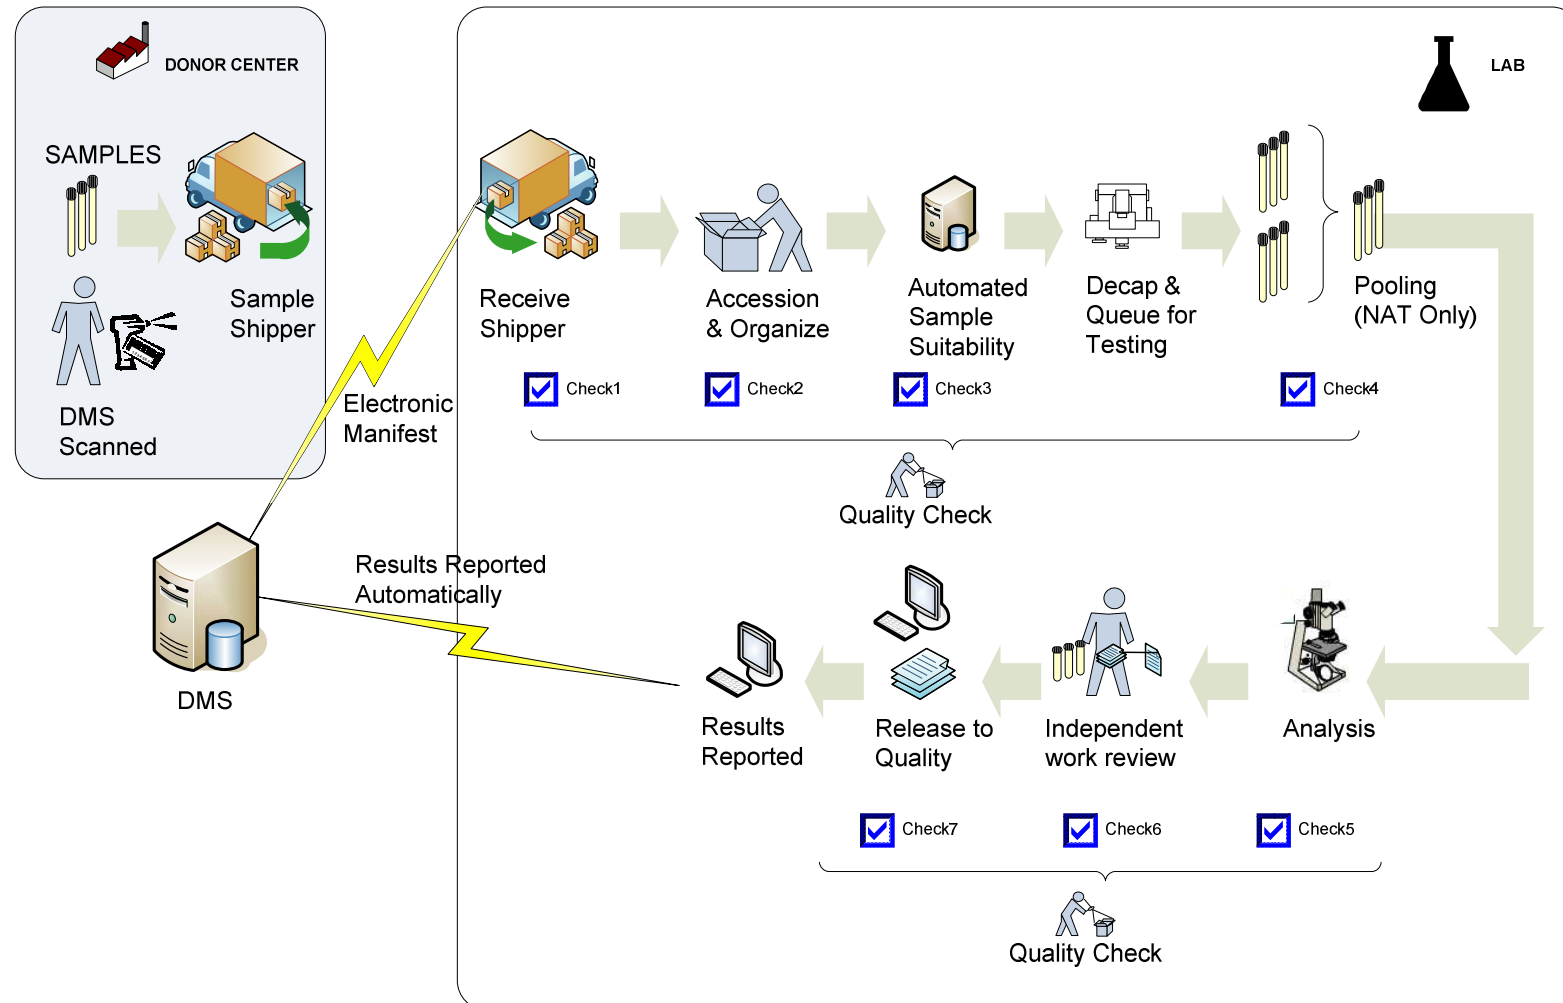 DONOR CENTER
LAB
SAMPLES
Sample
Shipper
DMS
Scanned
Electronic
Manifest
Receive
Shipper
Accession
& Organize
Automated
Sample
Suitability
Decap &
Queue for
Testing
Pooling
(NAT Only)
Check1
Check2
Check3
Check4
Quality Check
Results Reported
Automatically
DMS
Results
Reported
Release to
Quality
Independent
work review
Analysis
Check7
Check6
Check5
Quality Check